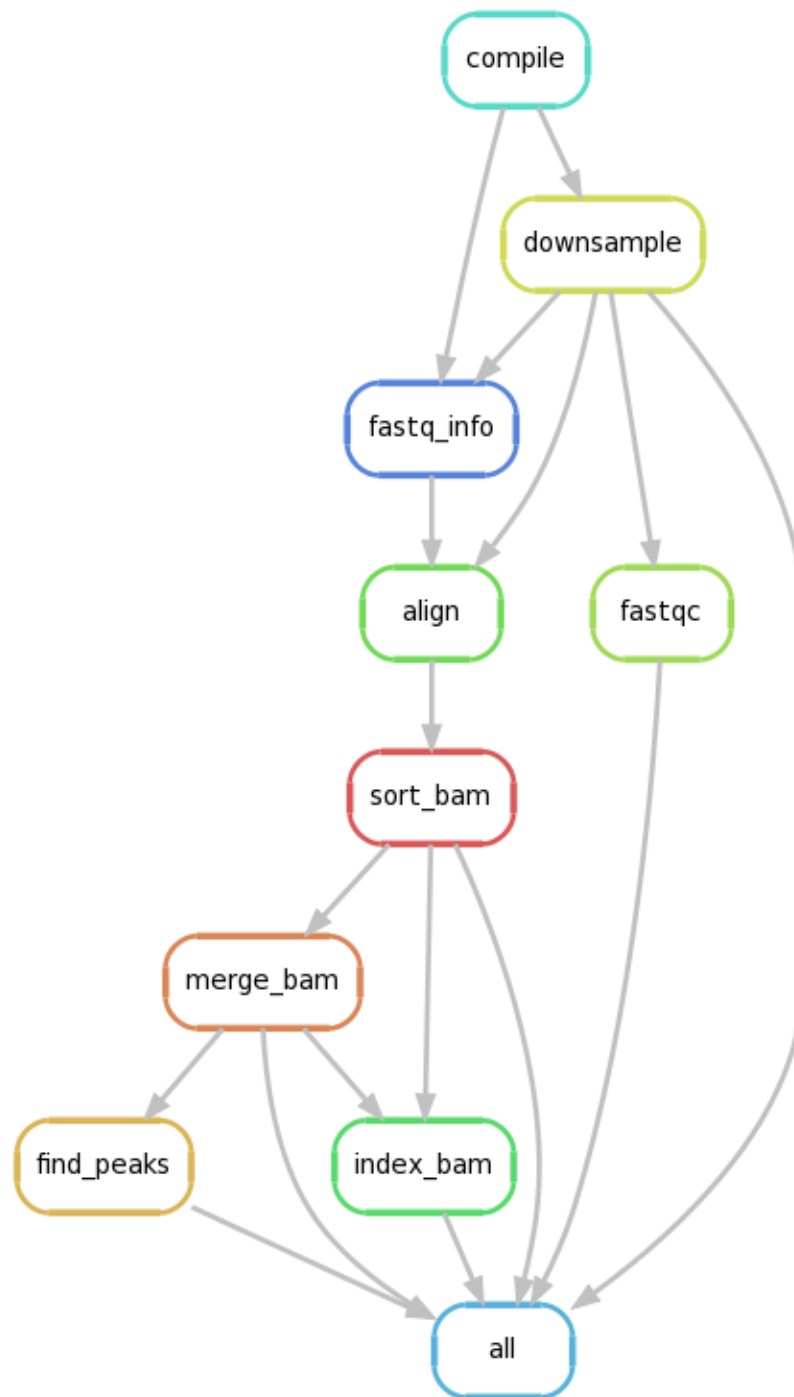 compile
downsample
fastq_info
align
fastqc
sort_bam
merge_bam
find_peaks
index_bam
all